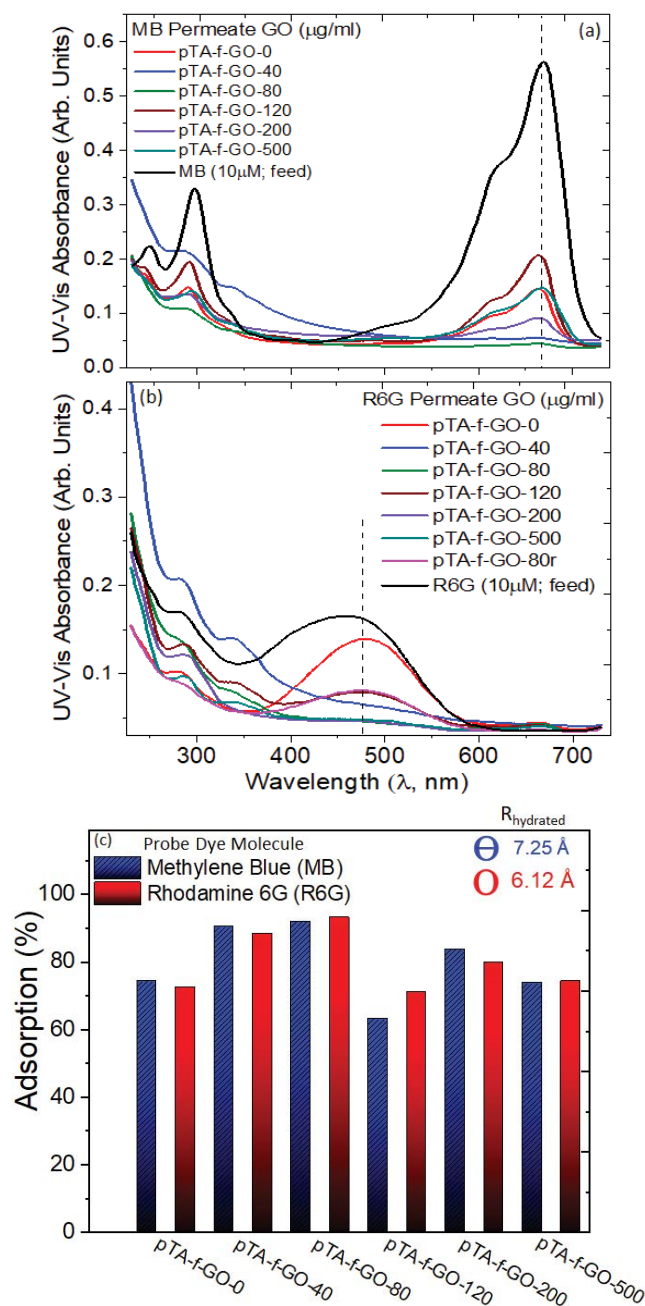 MB Permeate GO (μg/ml)
(a)
pTA-f-GO-0
pTA-f-GO-40
pTA-f-GO-80
pTA-f-GO-120
pTA-f-GO-200
pTA-f-GO-500
MB (10μM; feed)
UV-Vis Absorbance (Arb. Units)
0.6
0.5
0.4
0.3
0.2
0.1
0.0
(b)
R6G Permeate GO (μg/ml)
pTA-f-GO-0
pTA-f-GO-40
pTA-f-GO-80
pTA-f-GO-120
pTA-f-GO-200
pTA-f-GO-500
pTA-f-GO-80r
R6G (10μM; feed)
UV-Vis Absorbance (Arb. Units)
0.4
0.3
0.2
0.1
300 400 500 600 700
Wavelength (λ, nm)
R hydrated
(c) Probe Dye Molecule
Methylene Blue (MB)
Rhodamine 6G (R6G)
7.25 Å
6.12 Å
Adsorption (%)
100
80
60
40
20
0
pTA-f-GO-0
pTA-f-GO-40
pTA-f-GO-80
pTA-f-GO-120
pTA-f-GO-200
pTA-f-GO-500